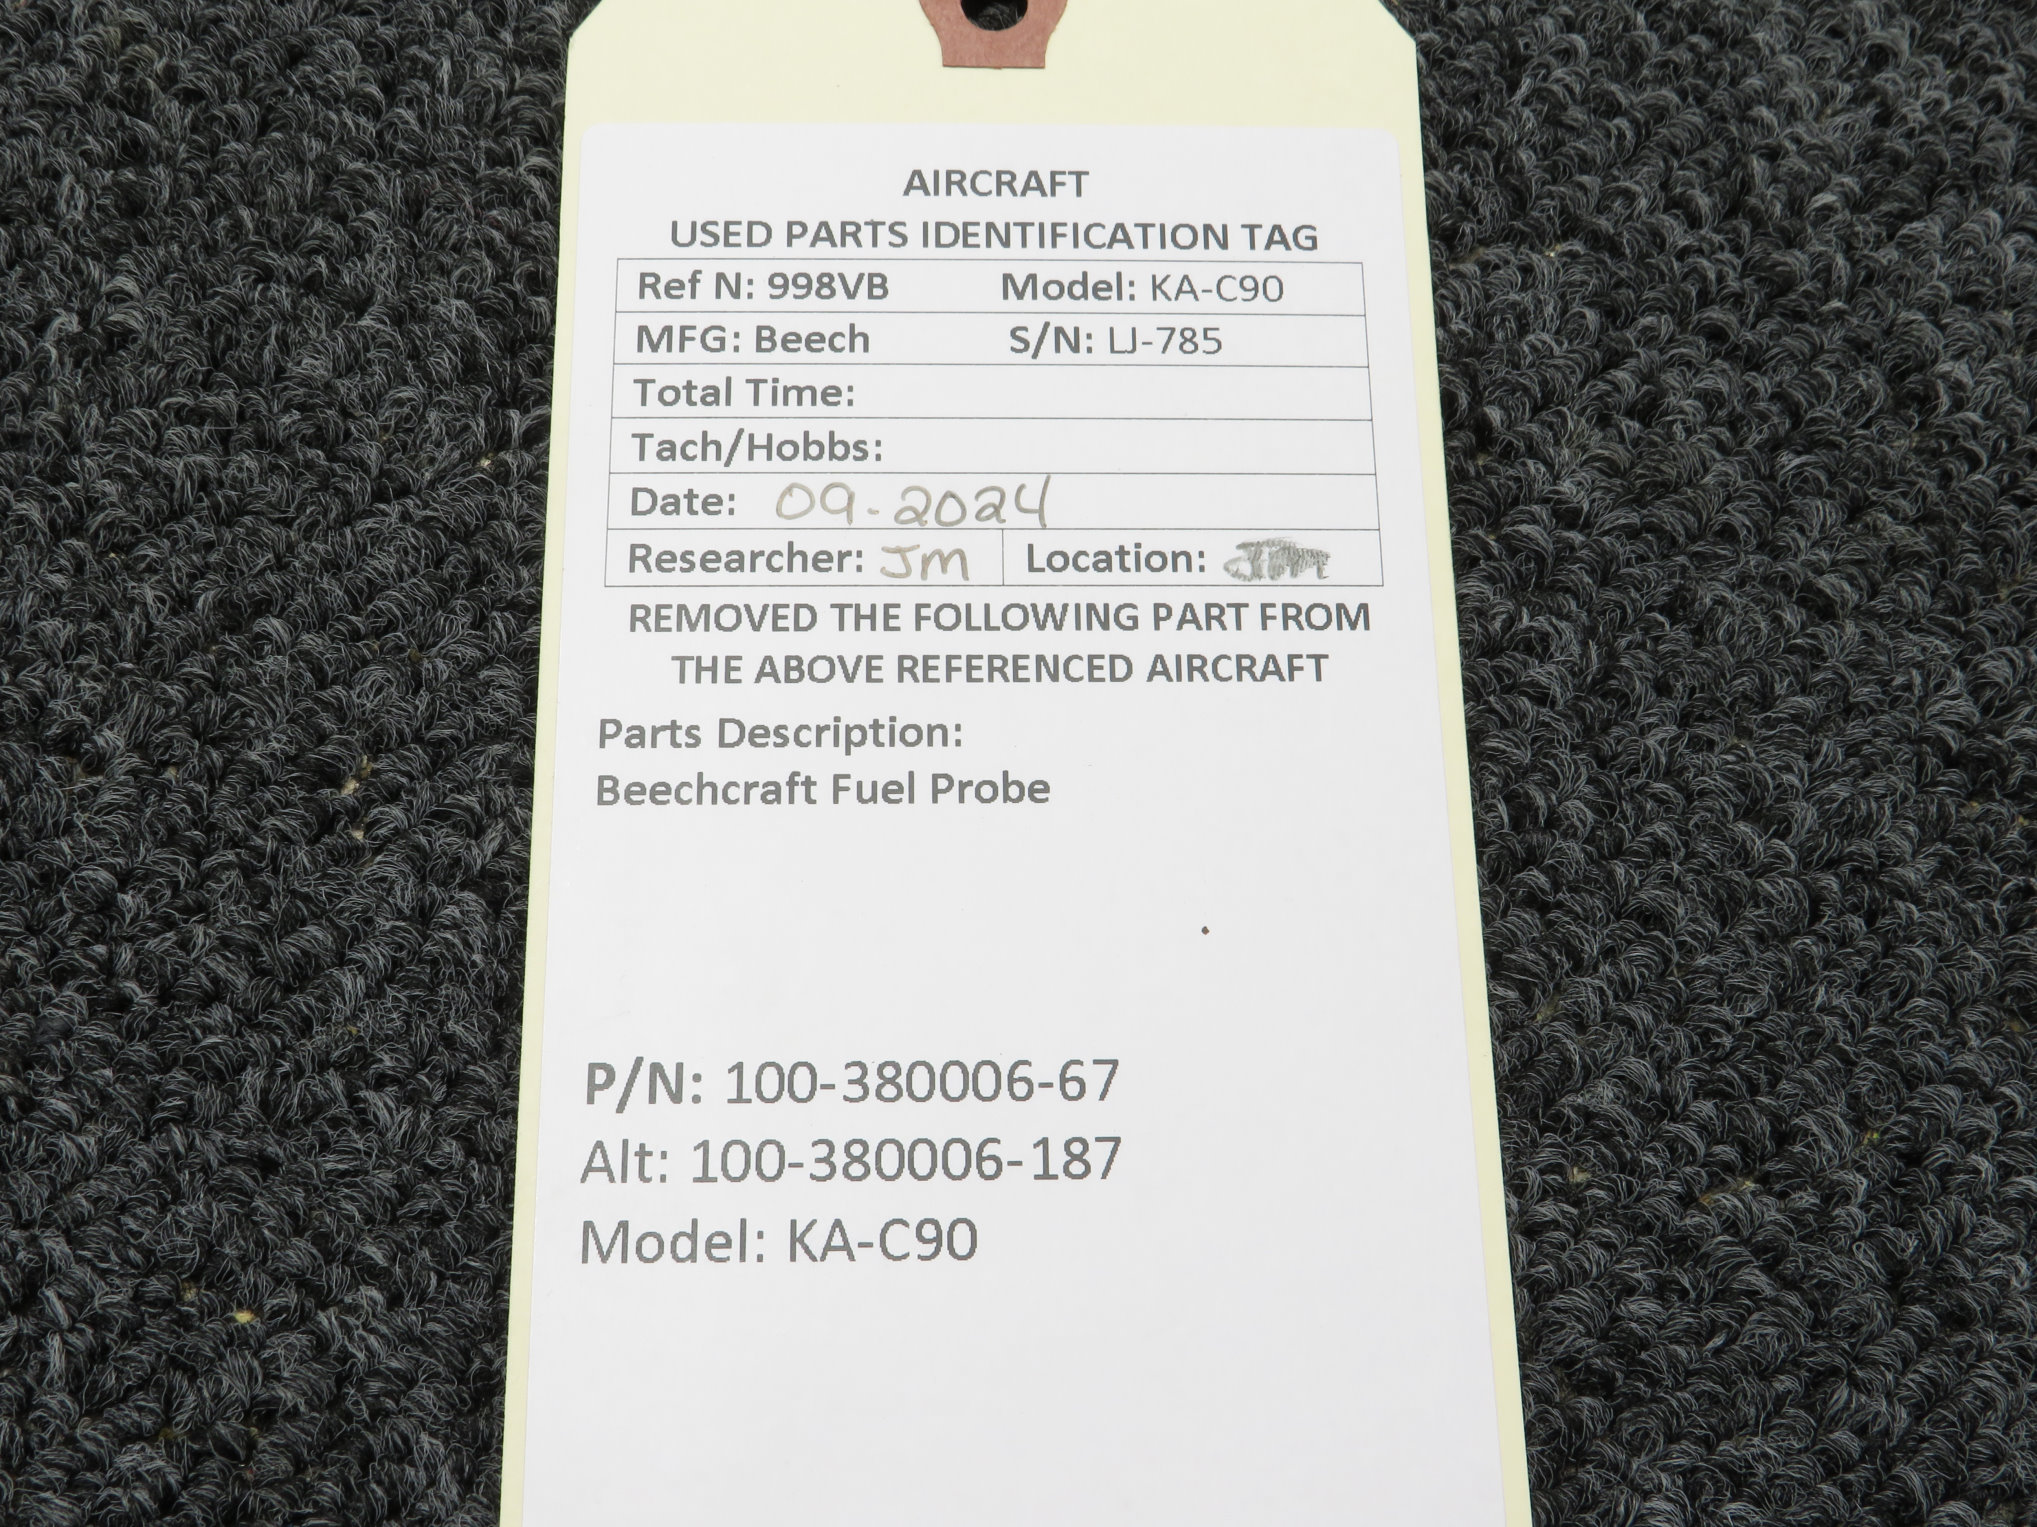 AIRCRAFT
USED PARTS IDENTIFICATION TAG
Ref N: 998VB Model: KA-C90
MFG: Beech S/N: LJ-785
Total Time:
Tach/Hobbs:
Date: 09-2024
Researcher: JM Location:
REMOVED THE FOLLOWING PART FROM
THE ABOVE REFERENCED AIRCRAFT
Parts Description:
Beechcraft Fuel Probe
P/N: 100-380006-67
Alt: 100-380006-187
Model: KA-C90